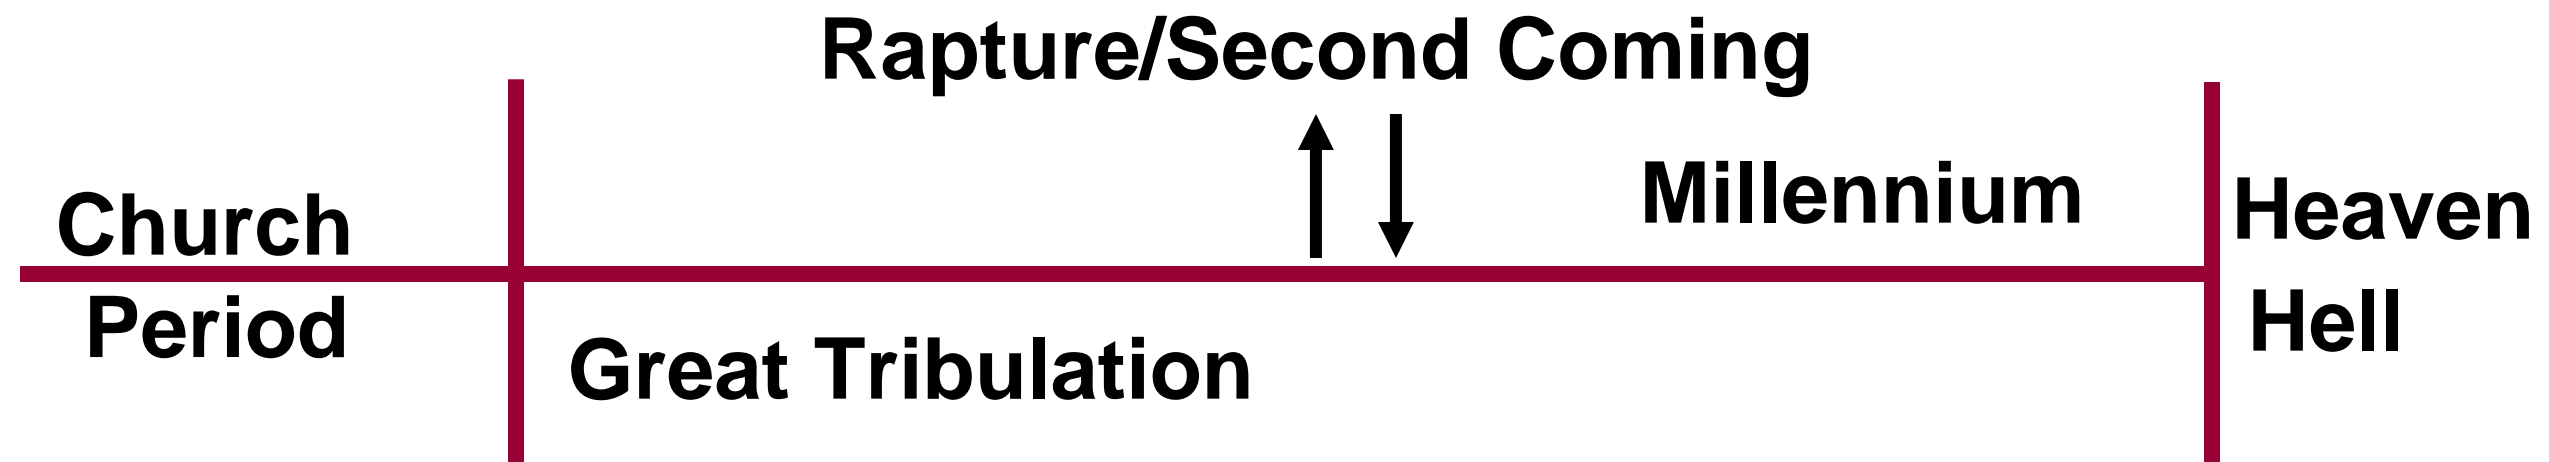 Rapture/Second Coming
Church
Period
Great Tribulation
Millennium
Heaven
Hell